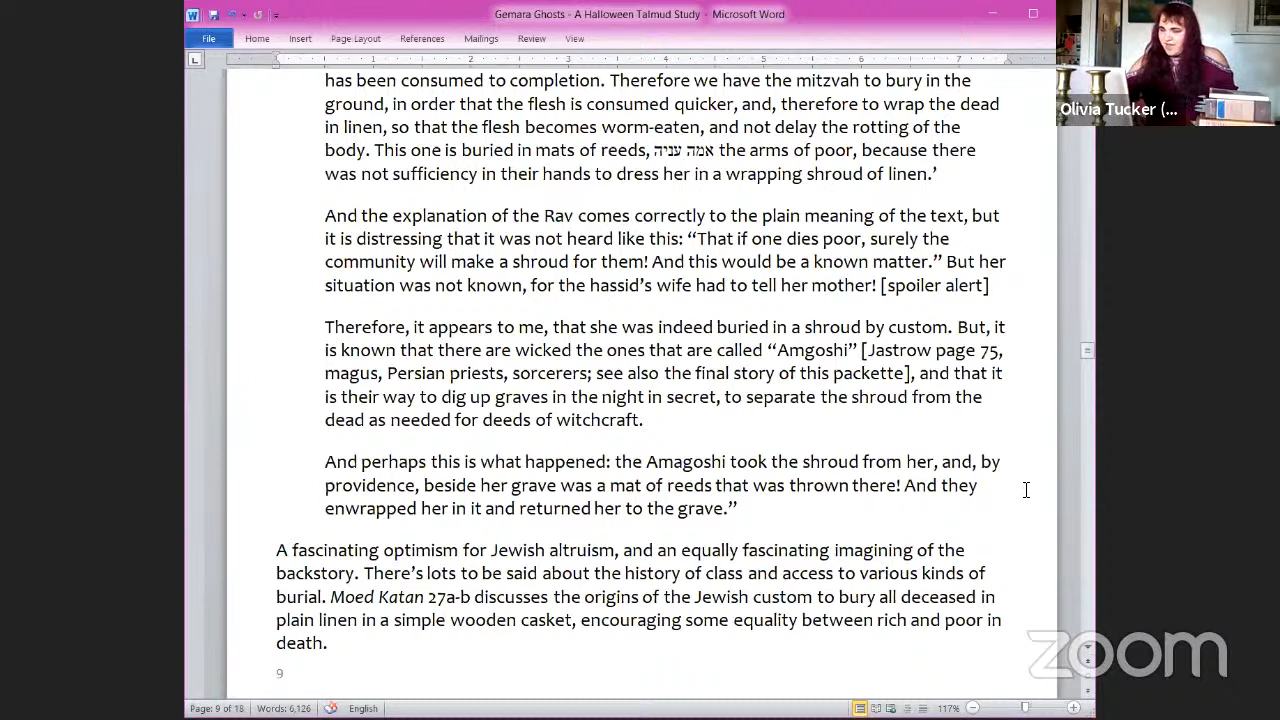 Gemara Ghosts - A Halloween Talmud Study - Microsoft Word
File Home Insert Page Layout References Mailings Review View
Olivia Tucker (...
1 2 3 4 5 6 7
has been consumed to completion. Therefore we have the mitzvah to bury in the
ground, in order that the flesh is consumed quicker, and, therefore to wrap the dead
in linen, so that the flesh becomes worm-eaten, and not delay the rotting of the
body. This one is buried in mats of reeds, אמה עניה the arms of poor, because there
was not sufficiency in their hands to dress her in a wrapping shroud of linen.’
And the explanation of the Rav comes correctly to the plain meaning of the text, but
it is distressing that it was not heard like this: “That if one dies poor, surely the
community will make a shroud for them! And this would be a known matter.” But her
situation was not known, for the hassid’s wife had to tell her mother! [spoiler alert]
Therefore, it appears to me, that she was indeed buried in a shroud by custom. But, it
is known that there are wicked the ones that are called “Amgoshi” [Jastrow page 75,
magus, Persian priests, sorcerers; see also the final story of this packette], and that it
is their way to dig up graves in the night in secret, to separate the shroud from the
dead as needed for deeds of witchcraft.
And perhaps this is what happened: the Amagoshi took the shroud from her, and, by
providence, beside her grave was a mat of reeds that was thrown there! And they
enwrapped her in it and returned her to the grave.”
A fascinating optimism for Jewish altruism, and an equally fascinating imagining of the
backstory. There’s lots to be said about the history of class and access to various kinds of
burial. Moed Katan 27a-b discusses the origins of the Jewish custom to bury all deceased in
plain linen in a simple wooden casket, encouraging some equality between rich and poor in
death.
9
zoom
Page: 9 of 18 Words: 6,126 English 117%